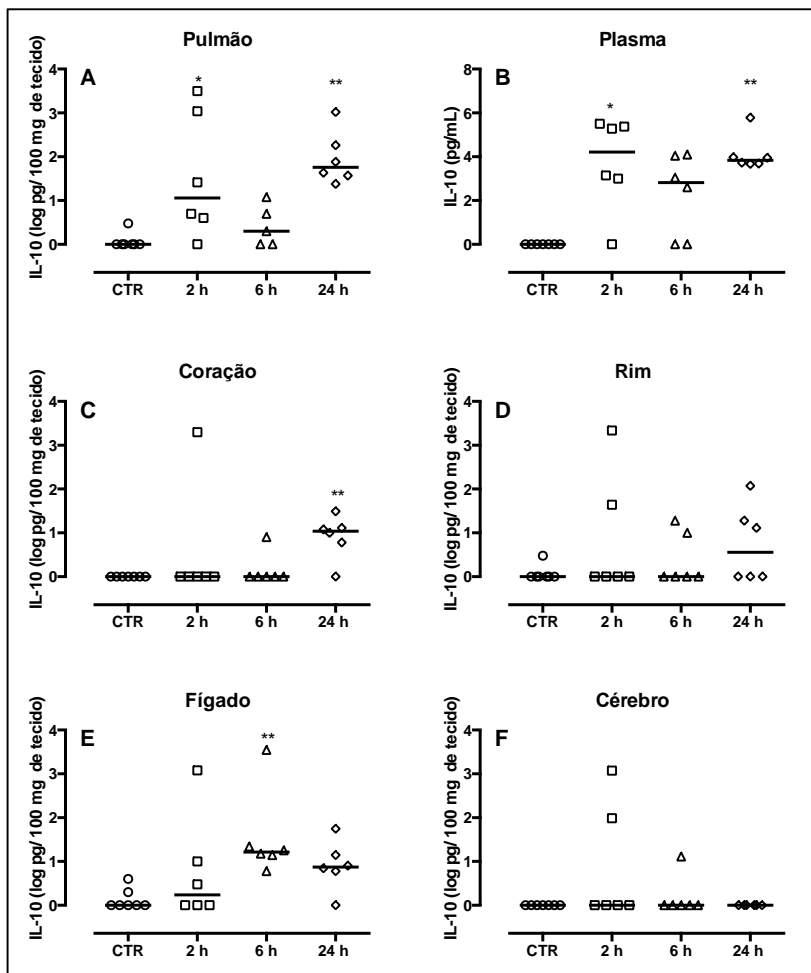 Pulmão
A
*
**
IL-10 (log pg/ 100 mg de tecido)
4
3
2
1
0
CTR 2 h 6 h 24 h
Plasma
B
*
**
IL-10 (pg/mL)
8
6
4
2
0
CTR 2 h 6 h 24 h
Coração
C
**
IL-10 (log pg/ 100 mg de tecido)
4
3
2
1
0
CTR 2 h 6 h 24 h
Rim
D
IL-10 (log pg/ 100 mg de tecido)
4
3
2
1
0
CTR 2 h 6 h 24 h
Fígado
E
**
IL-10 (log pg/ 100 mg de tecido)
4
3
2
1
0
CTR 2 h 6 h 24 h
Cérebro
F
IL-10 (log pg/ 100 mg de tecido)
4
3
2
1
0
CTR 2 h 6 h 24 h